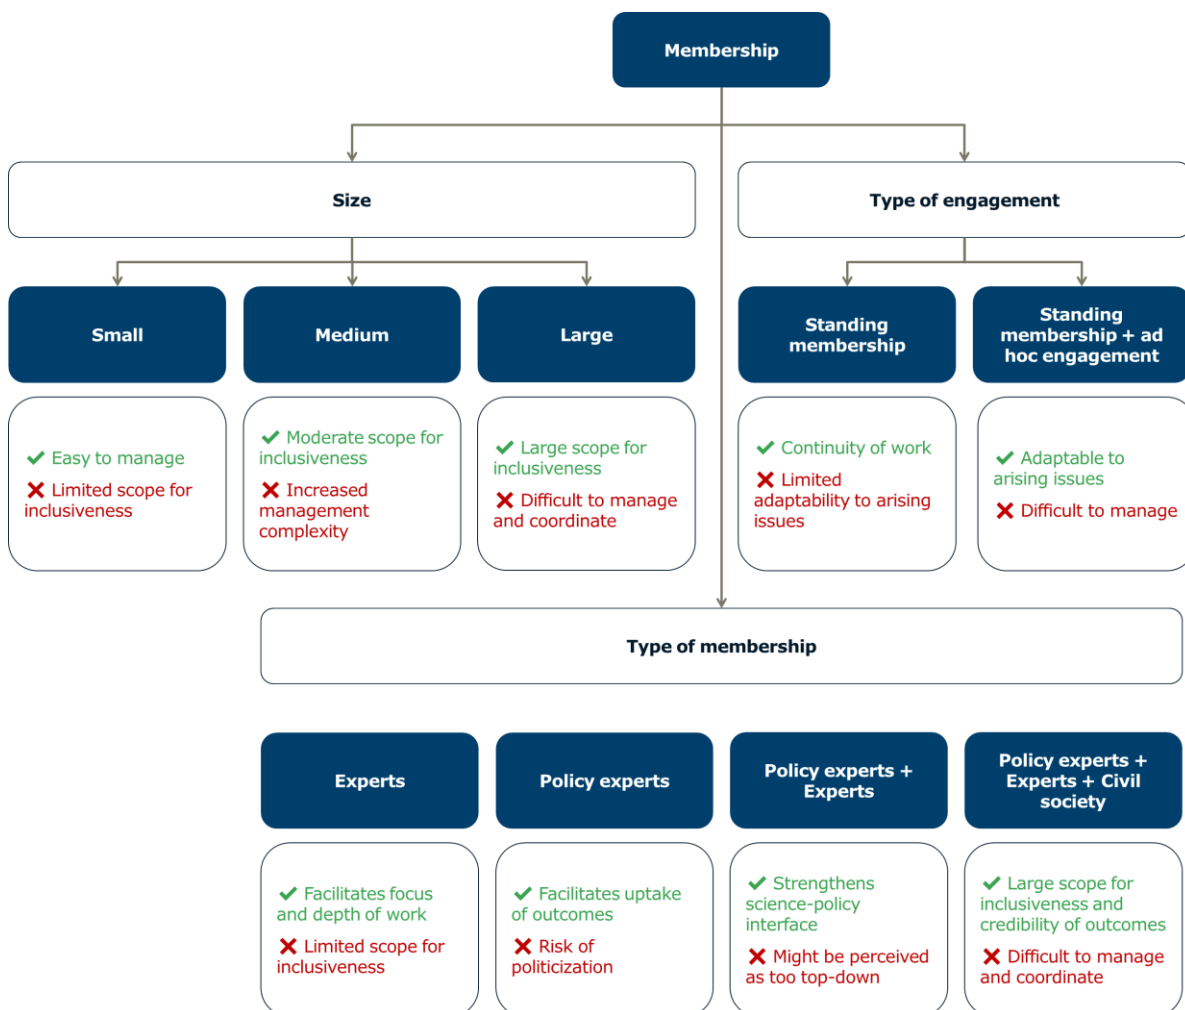 Membership
Size
Type of engagement
Small
Medium
Large
Standing
membership
Standing
membership + ad
hoc engagement
✔ Easy to manage
✘ Limited scope for
inclusiveness
✔ Moderate scope for
inclusiveness
✘ Increased
management
complexity
✔ Large scope for
inclusiveness
✘ Difficult to manage
and coordinate
✔ Continuity of work
✘ Limited
adaptability to arising
issues
✔ Adaptable to
arising issues
✘ Difficult to manage
Type of membership
Experts
Policy experts
Policy experts +
Experts
Policy experts +
Experts + Civil
society
✔ Facilitates focus
and depth of work
✘ Limited scope for
inclusiveness
✔ Facilitates uptake
of outcomes
✘ Risk of
politicization
✔ Strengthens
science-policy
interface
✘ Might be perceived
as too top-down
✔ Large scope for
inclusiveness and
credibility of outcomes
✘ Difficult to manage
and coordinate